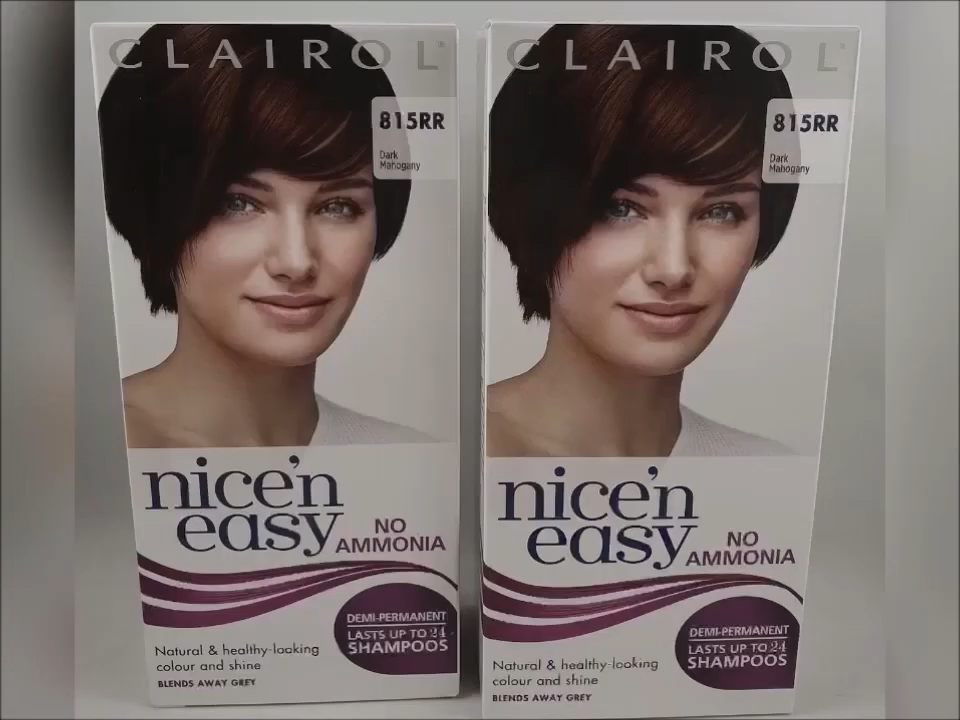 CLAIROL
815RR
Dark
Mahogany
nice'n
easy
NO
AMMONIA
DEMI-PERMANENT
LASTS UP TO 24
SHAMPOOS
Natural & healthy-looking
colour and shine
BLENDS AWAY GREY
CLAIROL
815RR
Dark
Mahogany
nice'n
easy
NO
AMMONIA
DEMI-PERMANENT
LASTS UP TO 24
SHAMPOOS
Natural & healthy-looking
colour and shine
BLENDS AWAY GREY